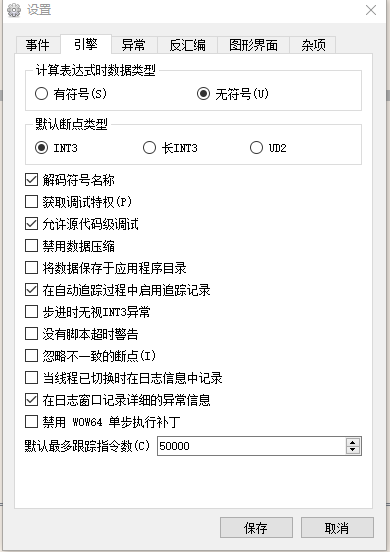 设置
事件 引擎 异常 反汇编 图形界面 杂项
计算表达式时数据类型
有符号(S) 无符号(U)
默认断点类型
INT3 长INT3 UD2
解码符号名称
获取调试特权(P)
允许源代码级调试
禁用数据压缩
将数据保存于应用程序目录
在自动追踪过程中启用追踪记录
步进时无视INT3异常
没有脚本超时警告
忽略不一致的断点(I)
当线程已切换时在日志信息中记录
在日志窗口记录详细的异常信息
禁用 WOW64 单步执行补丁
默认最多跟踪指令数(C) 50000
保存 取消